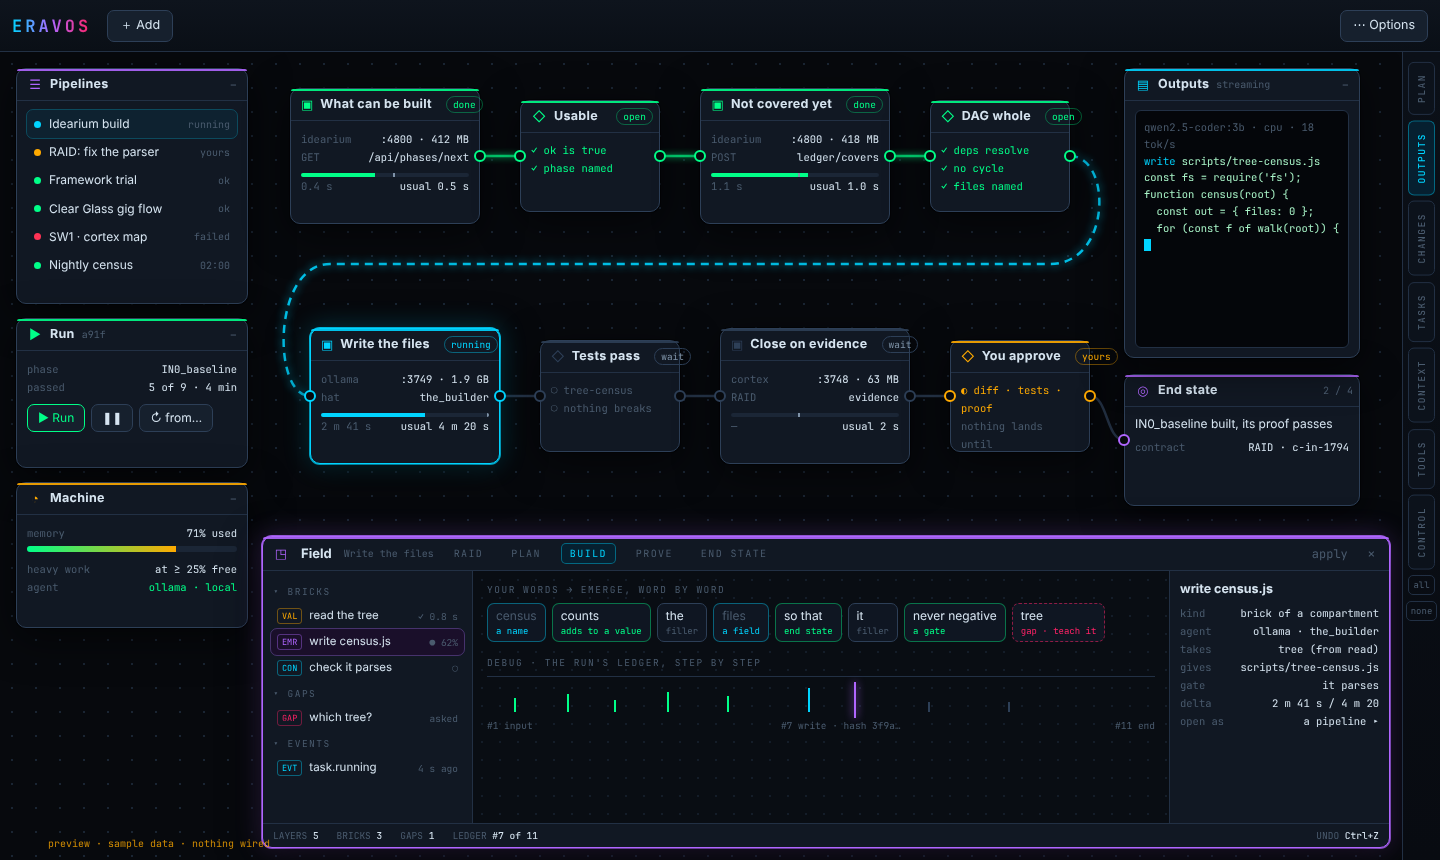 ERAVOS
+ Add
⋯ Options
☰ Pipelines –
Idearium build running
RAID: fix the parser yours
Framework trial ok
Clear Glass gig flow ok
SW1 · cortex map failed
Nightly census 02:00
▶ Run a91f –
phase IN0_baseline
passed 5 of 9 · 4 min
▶ Run
❚❚
↻ from…
Machine –
memory 71% used
heavy work at ≥ 25% free
agent ollama · local
▣ What can be built done
idearium :4800 · 412 MB
GET /api/phases/next
0.4 s usual 0.5 s
◇ Usable open
✓ ok is true
✓ phase named
▣ Not covered yet done
idearium :4800 · 418 MB
POST ledger/covers
1.1 s usual 1.0 s
◇ DAG whole open
✓ deps resolve
✓ no cycle
✓ files named
▣ Write the files running
ollama :3749 · 1.9 GB
hat the_builder
2 m 41 s usual 4 m 20 s
◇ Tests pass wait
○ tree-census
○ nothing breaks
▣ Close on evidence wait
cortex :3748 · 63 MB
RAID evidence
— usual 2 s
◇ You approve yours
◐ diff · tests ·
proof
nothing lands
until
▤ Outputs streaming –
qwen2.5-coder:3b · cpu · 18
tok/s
write scripts/tree-census.js
const fs = require('fs');
function census(root) {
const out = { files: 0 };
for (const f of walk(root)) {
◎ End state 2 / 4
IN0_baseline built, its proof passes
contract RAID · c-in-1794
PLAN
OUTPUTS
CHANGES
TASKS
CONTEXT
TOOLS
CONTROL
all
none
◳ Field Write the files RAID PLAN BUILD PROVE END STATE apply ×
BRICKS
VAL read the tree ✓ 0.8 s
EMR write census.js ● 62%
CON check it parses ○
GAPS
GAP which tree? asked
EVENTS
EVT task.running 4 s ago
YOUR WORDS → EMERGE, WORD BY WORD
census counts the files so that it never negative tree
a name adds to a value filler a field end state filler a gate gap · teach it
DEBUG · THE RUN'S LEDGER, STEP BY STEP
#1 input #7 write · hash 3f9a… #11 end
write census.js
kind brick of a compartment
agent ollama · the_builder
takes tree (from read)
gives scripts/tree-census.js
gate it parses
delta 2 m 41 s / 4 m 20
open as a pipeline ▸
LAYERS 5 BRICKS 3 GAPS 1 LEDGER #7 of 11 UNDO Ctrl+Z
preview · sample data · nothing wired